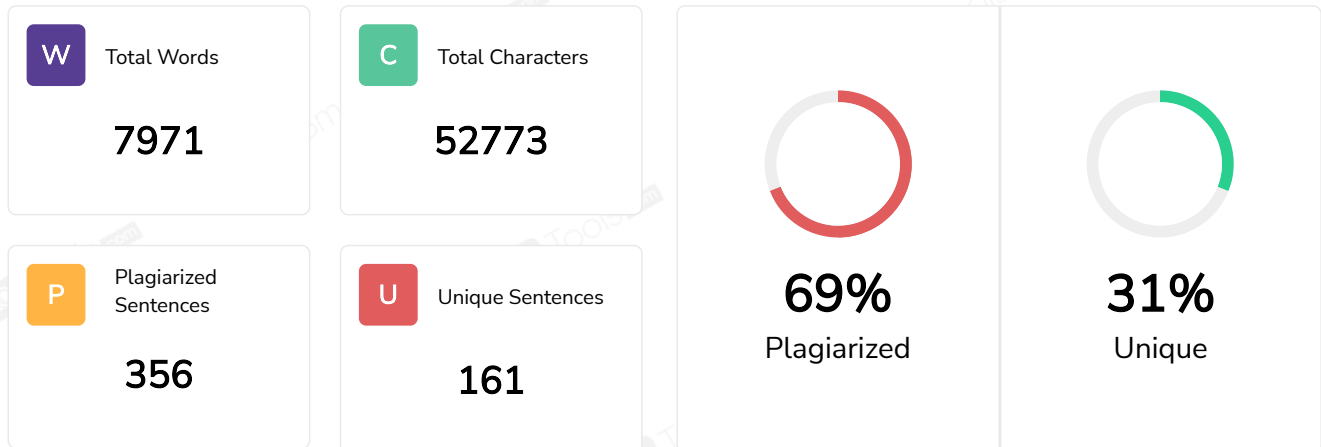 W Total Words
7971
C Total Characters
52773
P Plagiarized
Sentences
356
U Unique Sentences
161
69%
Plagiarized
31%
Unique